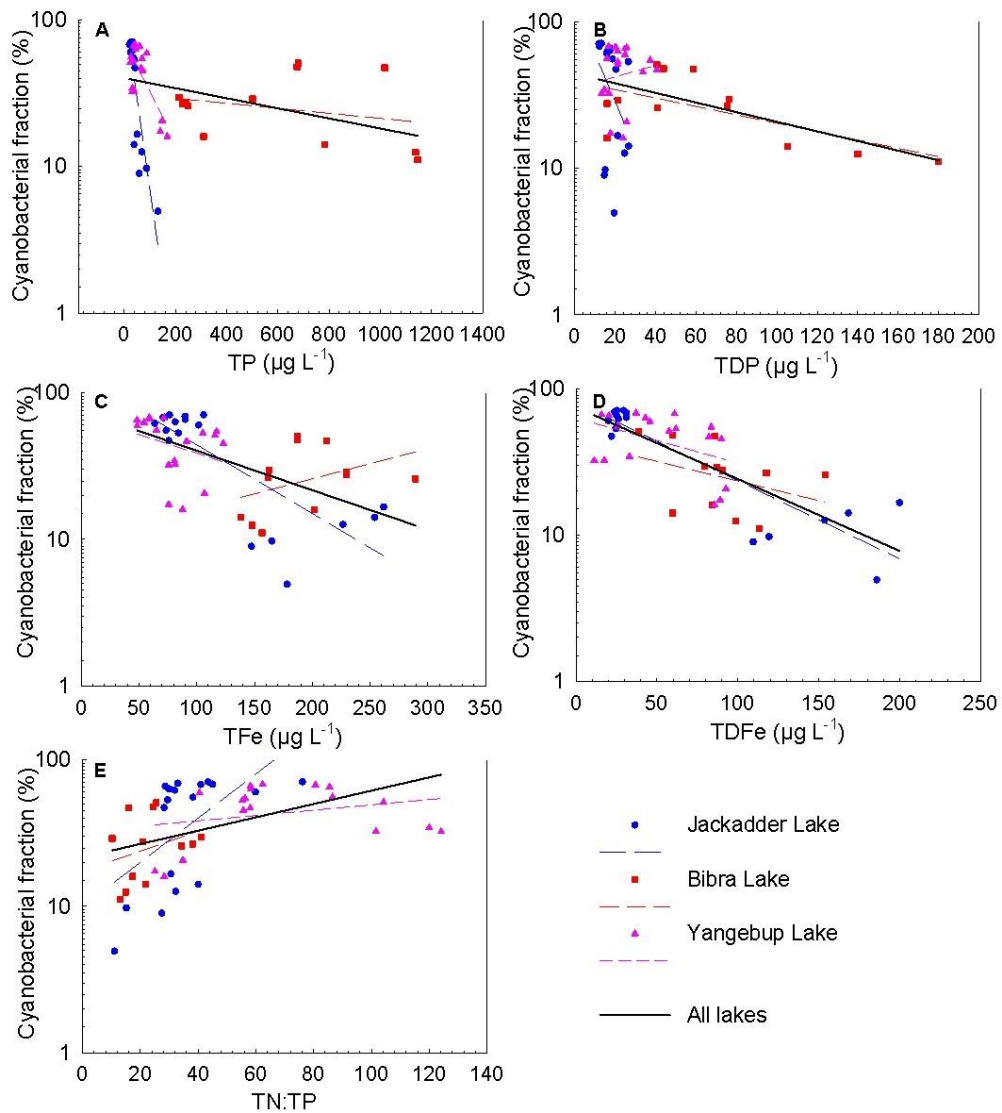 A
B
Cyanobacterial fraction (%)
100
10
1
0 200 400 600 800 1000 1200 1400
TP (µg L-1)
Cyanobacterial fraction (%)
100
10
1
0 20 40 60 80 100 120 140 160 180 200
TDP (µg L-1)
C
D
Cyanobacterial fraction (%)
100
10
1
0 50 100 150 200 250 300 350
TFe (µg L-1)
Cyanobacterial fraction (%)
100
10
1
0 50 100 150 200 250
TDFe (µg L-1)
E
Cyanobacterial fraction (%)
100
10
1
0 20 40 60 80 100 120 140
TN:TP
Jackadder Lake
Bibra Lake
Yangebup Lake
All lakes